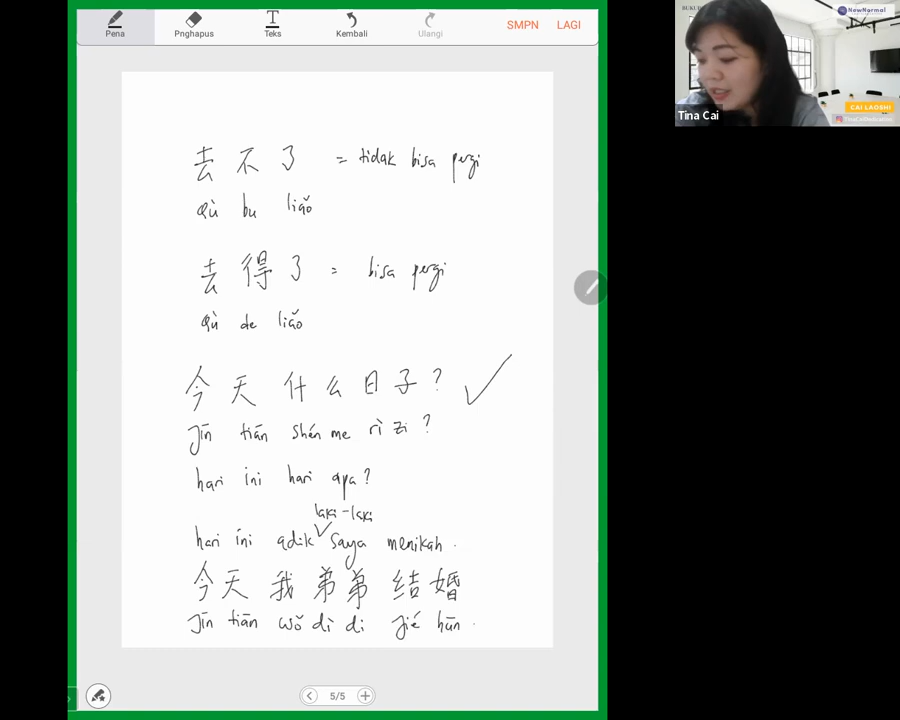 Pena
Pnghapus
Teks
Kembali
Ulangi
SMPN
LAGI
去不了 = tidak bisa pergi
qù bu liǎo
去得了 = bisa pergi
qù de liǎo
今天什么日子?
jīn tiān shén me rì zi?
hari ini hari apa?
laki-laki
hari ini adik saya menikah.
今天我弟弟结婚
jīn tiān wǒ dì di jié hūn.
5/5
NewNormal
CAI LAOSHI
Tina Cai